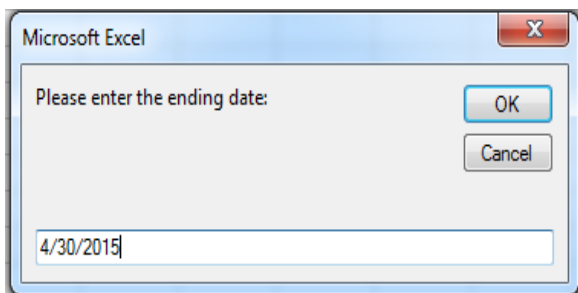 Microsoft Excel
Please enter the ending date:
OK
Cancel
4/30/2015